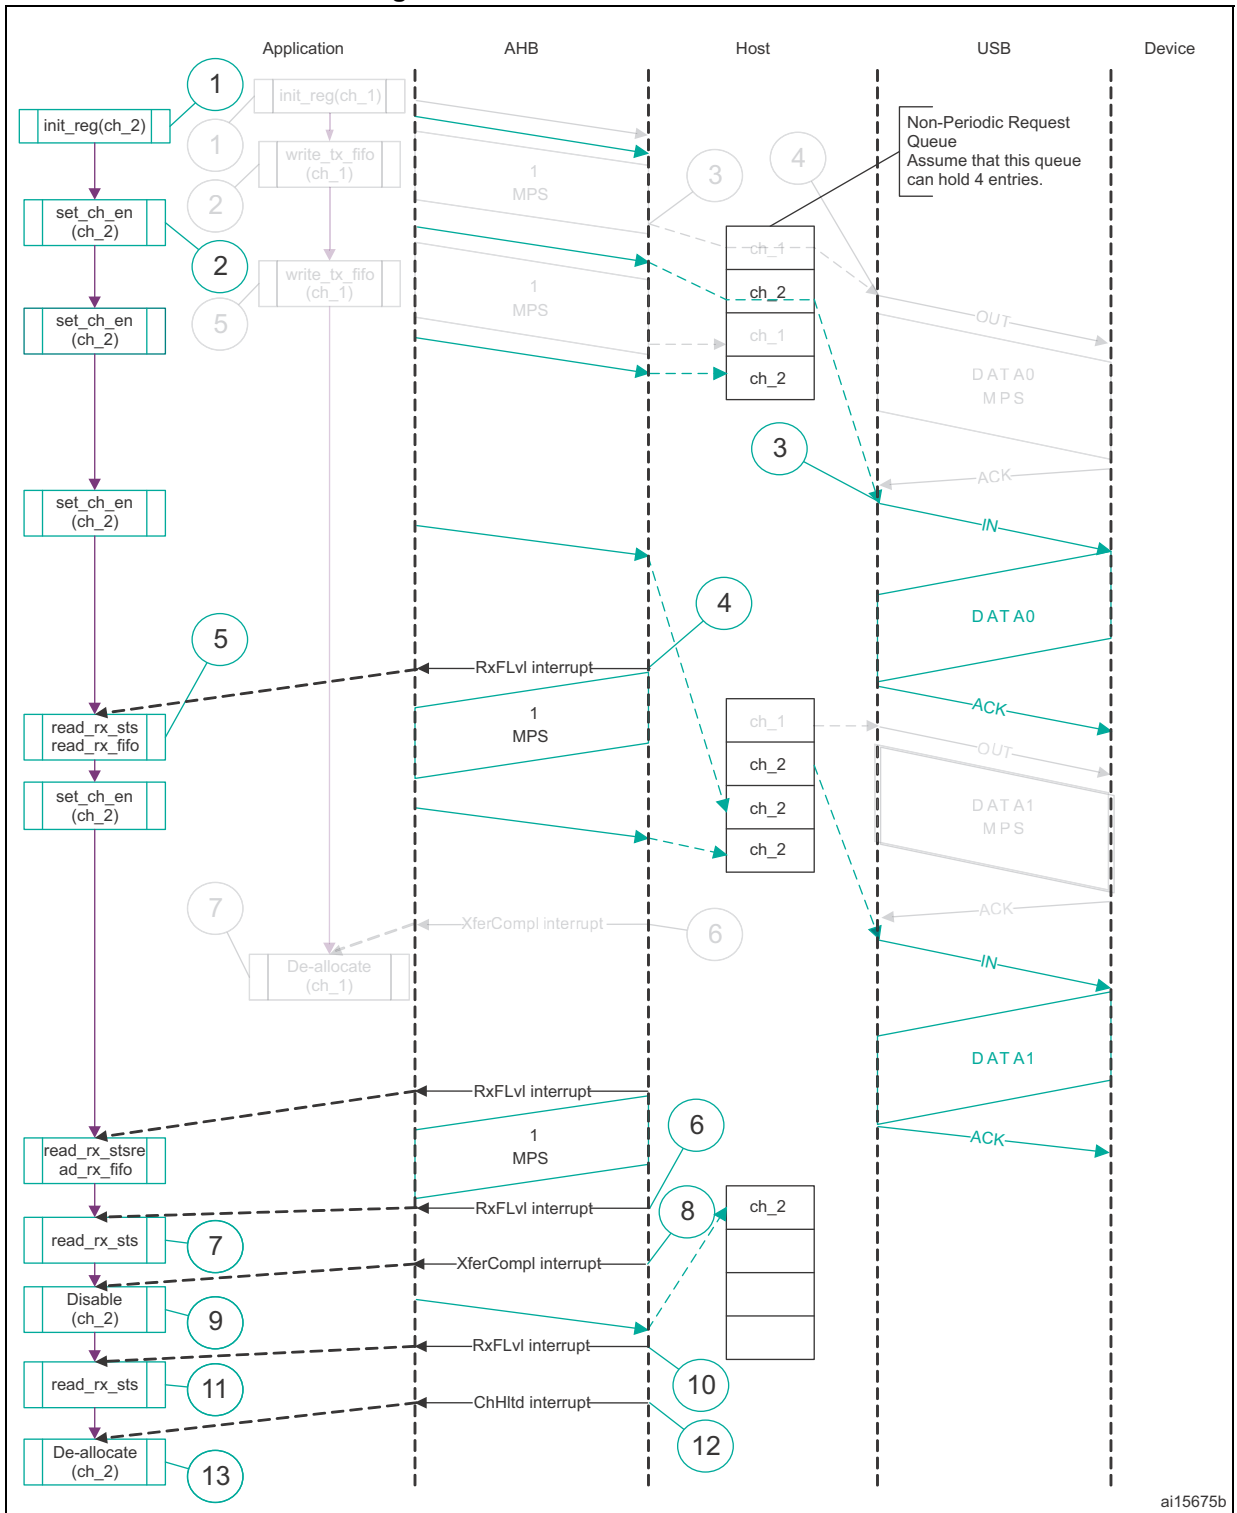 Application
AHB
Host
USB
Device
1
init_reg(ch_2)
init_reg(ch_1)
1
write_tx_fifo
(ch_1)
2
1
MPS
3
4
Non-Periodic Request
Queue
Assume that this queue
can hold 4 entries.
set_ch_en
(ch_2)
2
write_tx_fifo
(ch_1)
5
1
MPS
ch_1
ch_2
ch_1
ch_2
set_ch_en
(ch_2)
OUT
DATA0
MPS
3
ACK
set_ch_en
(ch_2)
IN
DATA0
4
5
RxFLvl interrupt
read_rx_sts
read_rx_fifo
1
MPS
ACK
ch_1
ch_2
ch_2
ch_2
OUT
DATA1
MPS
set_ch_en
(ch_2)
7
XferCompl interrupt
6
ACK
De-allocate
(ch_1)
IN
DATA1
RxFLvl interrupt
read_rx_stsre
ad_rx_fifo
1
MPS
6
ACK
RxFLvl interrupt
8
ch_2
read_rx_sts
7
XferCompl interrupt
Disable
(ch_2)
9
RxFLvl interrupt
10
read_rx_sts
11
ChHltd interrupt
12
De-allocate
(ch_2)
13
ai15675b